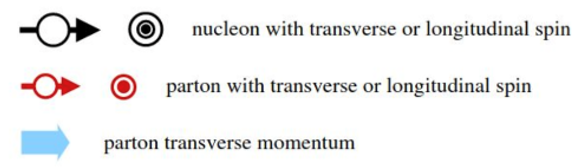 nucleon with transverse or longitudinal spin
parton with transverse or longitudinal spin
parton transverse momentum